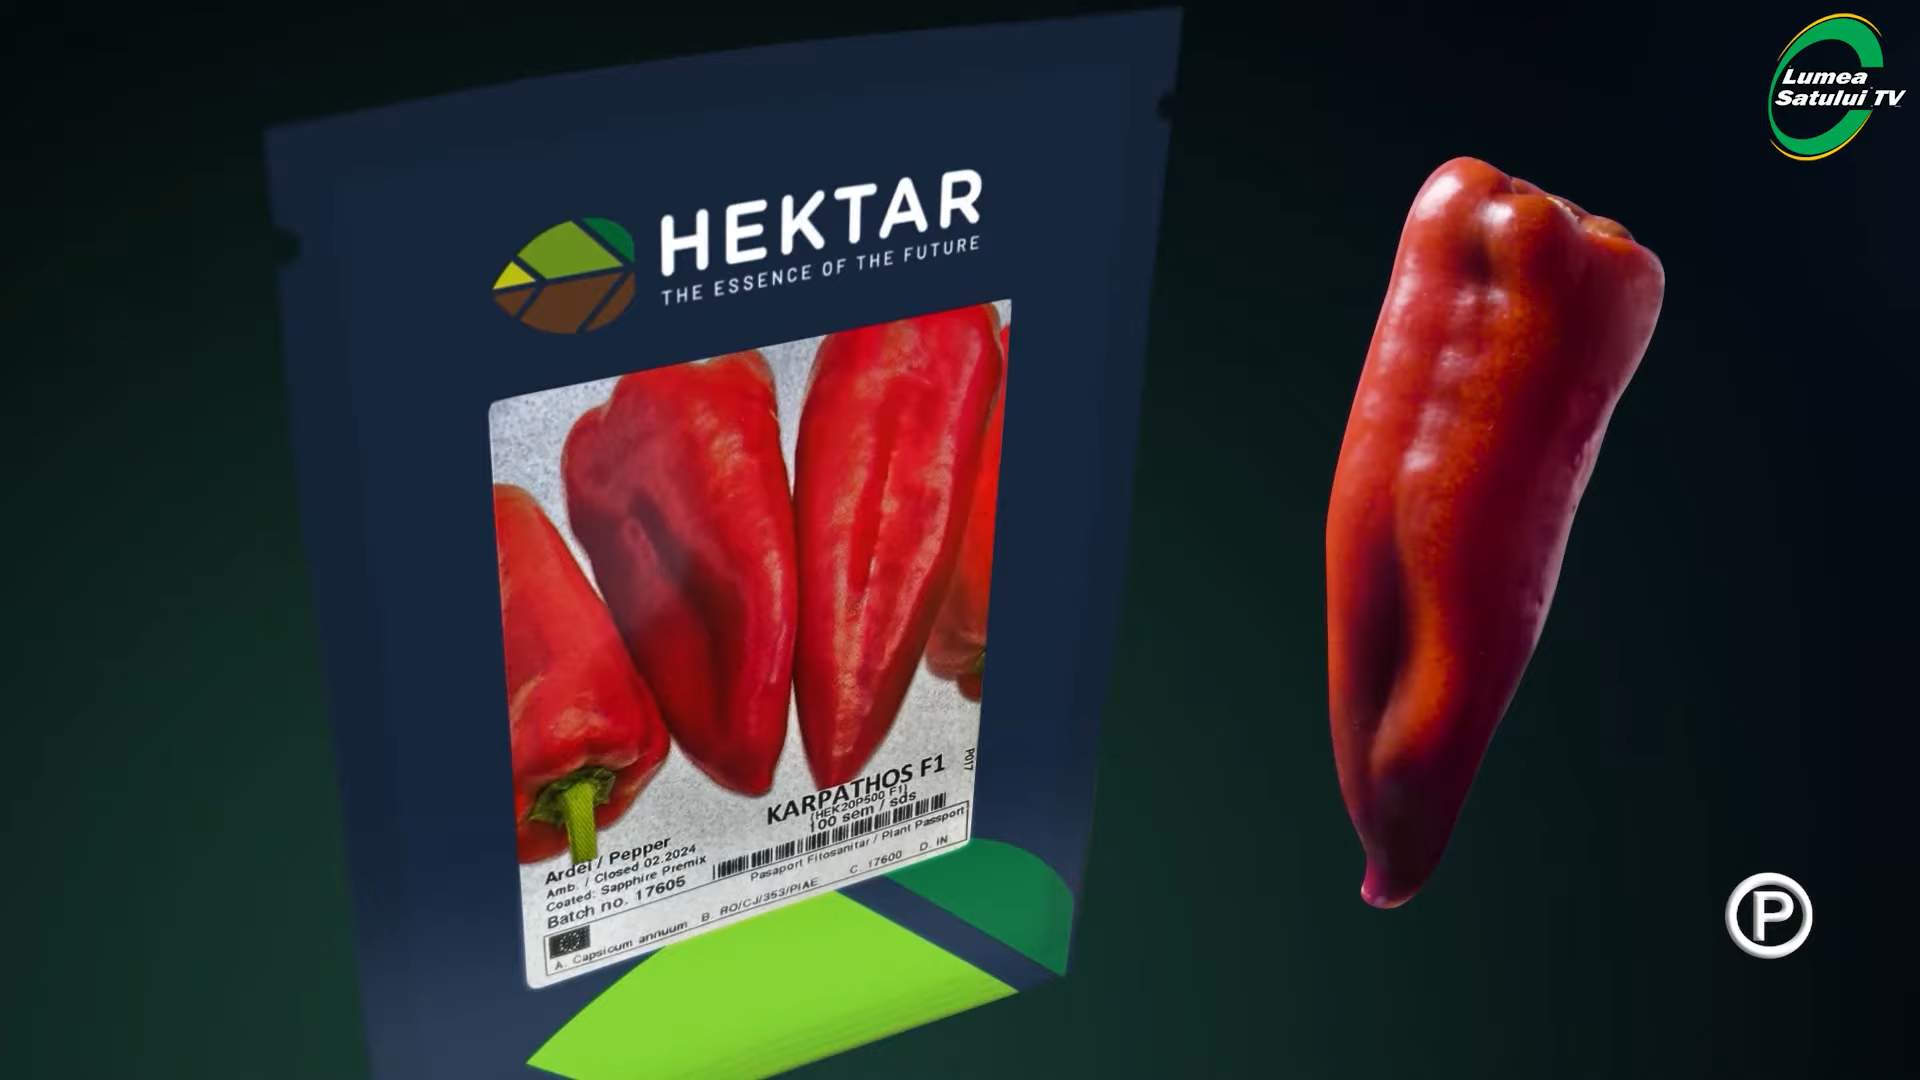 Lumea
Satului TV
HEKTAR
THE ESSENCE OF THE FUTURE
KARPATHOS F1
(HEK20P500 F1)
100 sem / sds
P017
Ardei / Pepper
Amb. / Closed 02.2024
Coated: Sapphire Premix
Batch no. 17605
Pasaport Fitosanitar / Plant Passport
A. Capsicum annuum B. RO/CJ/353/PIAE C. 17600 D. IN
P